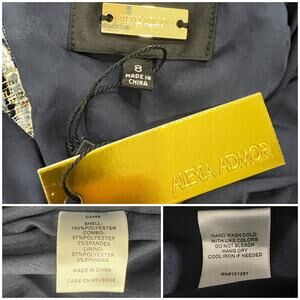 ALEXIA ADMOR
8
MADE IN
CHINA
ALEXIA ADMOR
SHELL:
100%POLYESTER
COMBO:
97%POLYESTER
3%SPANDEX
LINING:
97%POLYESTER
3%SPANDEX
MADE IN CHINA
CARE ON REVERSE
HAND WASH COLD
WITH LIKE COLORS
DO NOT BLEACH
HANG DRY
COOL IRON IF NEEDED
RN#101287